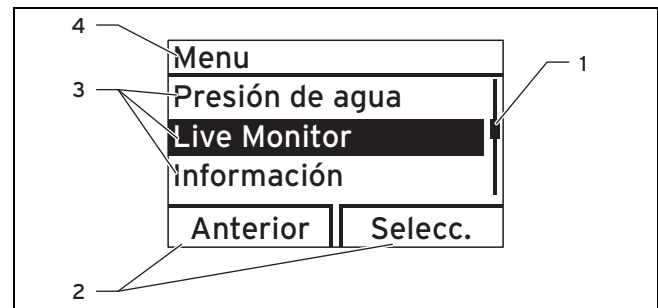 4
Menu
1
3
Presión de agua
Live Monitor
Información
Anterior
Selecc.
2